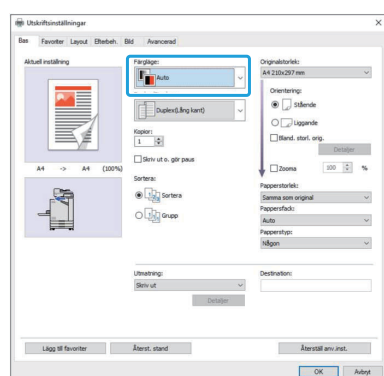 Utskriftsinställningar
Bas Favoriter Layout Efterbeh. Bild Avancerad
Aktuell inställning
A4 -> A4 (100%)
Färgläge:
Auto
Duplex(Lång kant)
Kopior:
1
Skriv ut o. gör paus
Sortera:
Sortera
Grupp
Utmatning:
Skriv ut
Detaljer
Originalstorlek:
A4 210x297 mm
Orientering:
Stående
Liggande
Bland. storl. orig.
Detaljer
Zooma 100 %
Papperstorlek:
Samma som original
Pappersfack:
Auto
Papperstyp:
Någon
Destination:
Lägg till favoriter Återst. stand Återställ anv.inst.
OK Avbryt